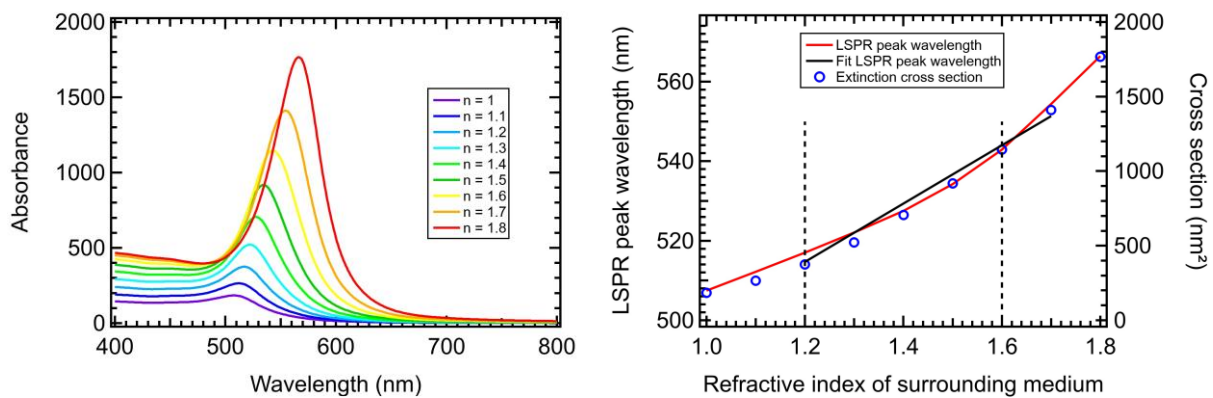 2000
1500
1000
500
0
Absorbance
400
500
600
700
800
Wavelength (nm)
n = 1
n = 1.1
n = 1.2
n = 1.3
n = 1.4
n = 1.5
n = 1.6
n = 1.7
n = 1.8
LSPR peak wavelength (nm)
560
540
520
500
LSPR peak wavelength
Fit LSPR peak wavelength
Extinction cross section
2000
1500
1000
500
0
Cross section (nm²)
1.0
1.2
1.4
1.6
1.8
Refractive index of surrounding medium